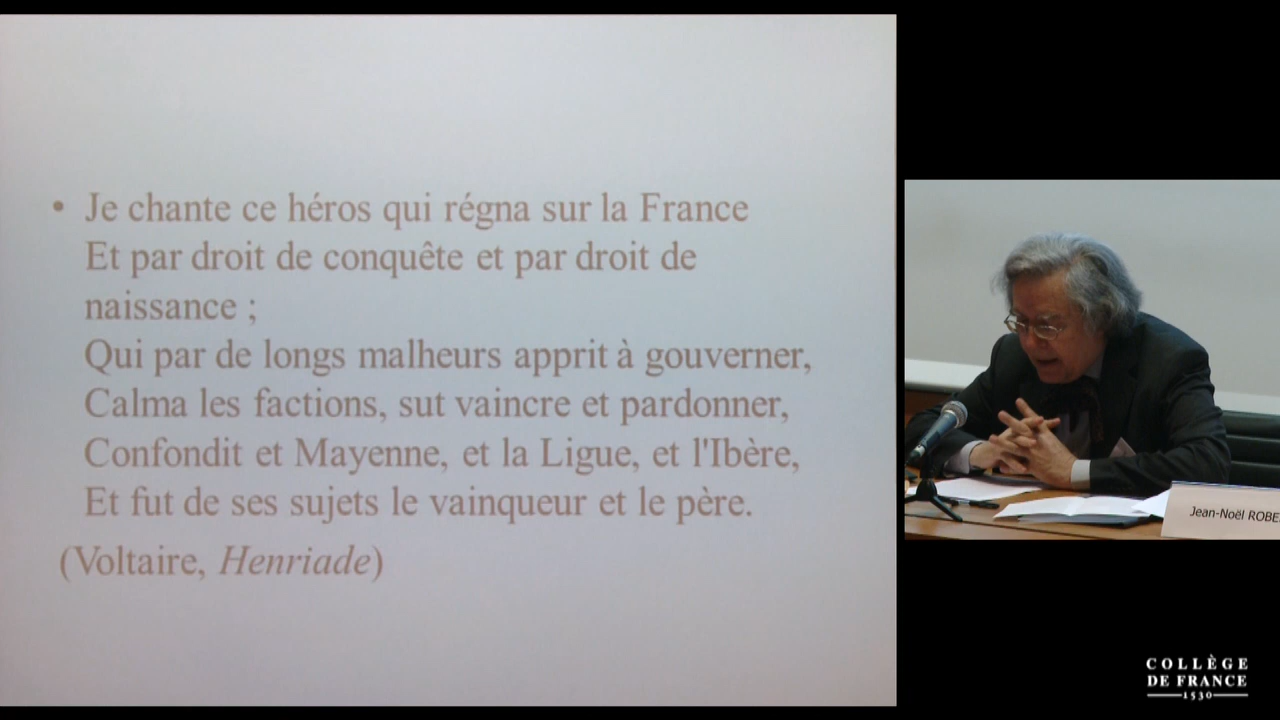 • Je chante ce héros qui régna sur la France
Et par droit de conquête et par droit de
naissance ;
Qui par de longs malheurs apprit à gouverner,
Calma les factions, sut vaincre et pardonner,
Confondit et Mayenne, et la Ligue, et l'Ibère,
Et fut de ses sujets le vainqueur et le père.
(Voltaire, Henriade)
Jean-Noël ROBE
COLLÈGE
DE FRANCE
1530